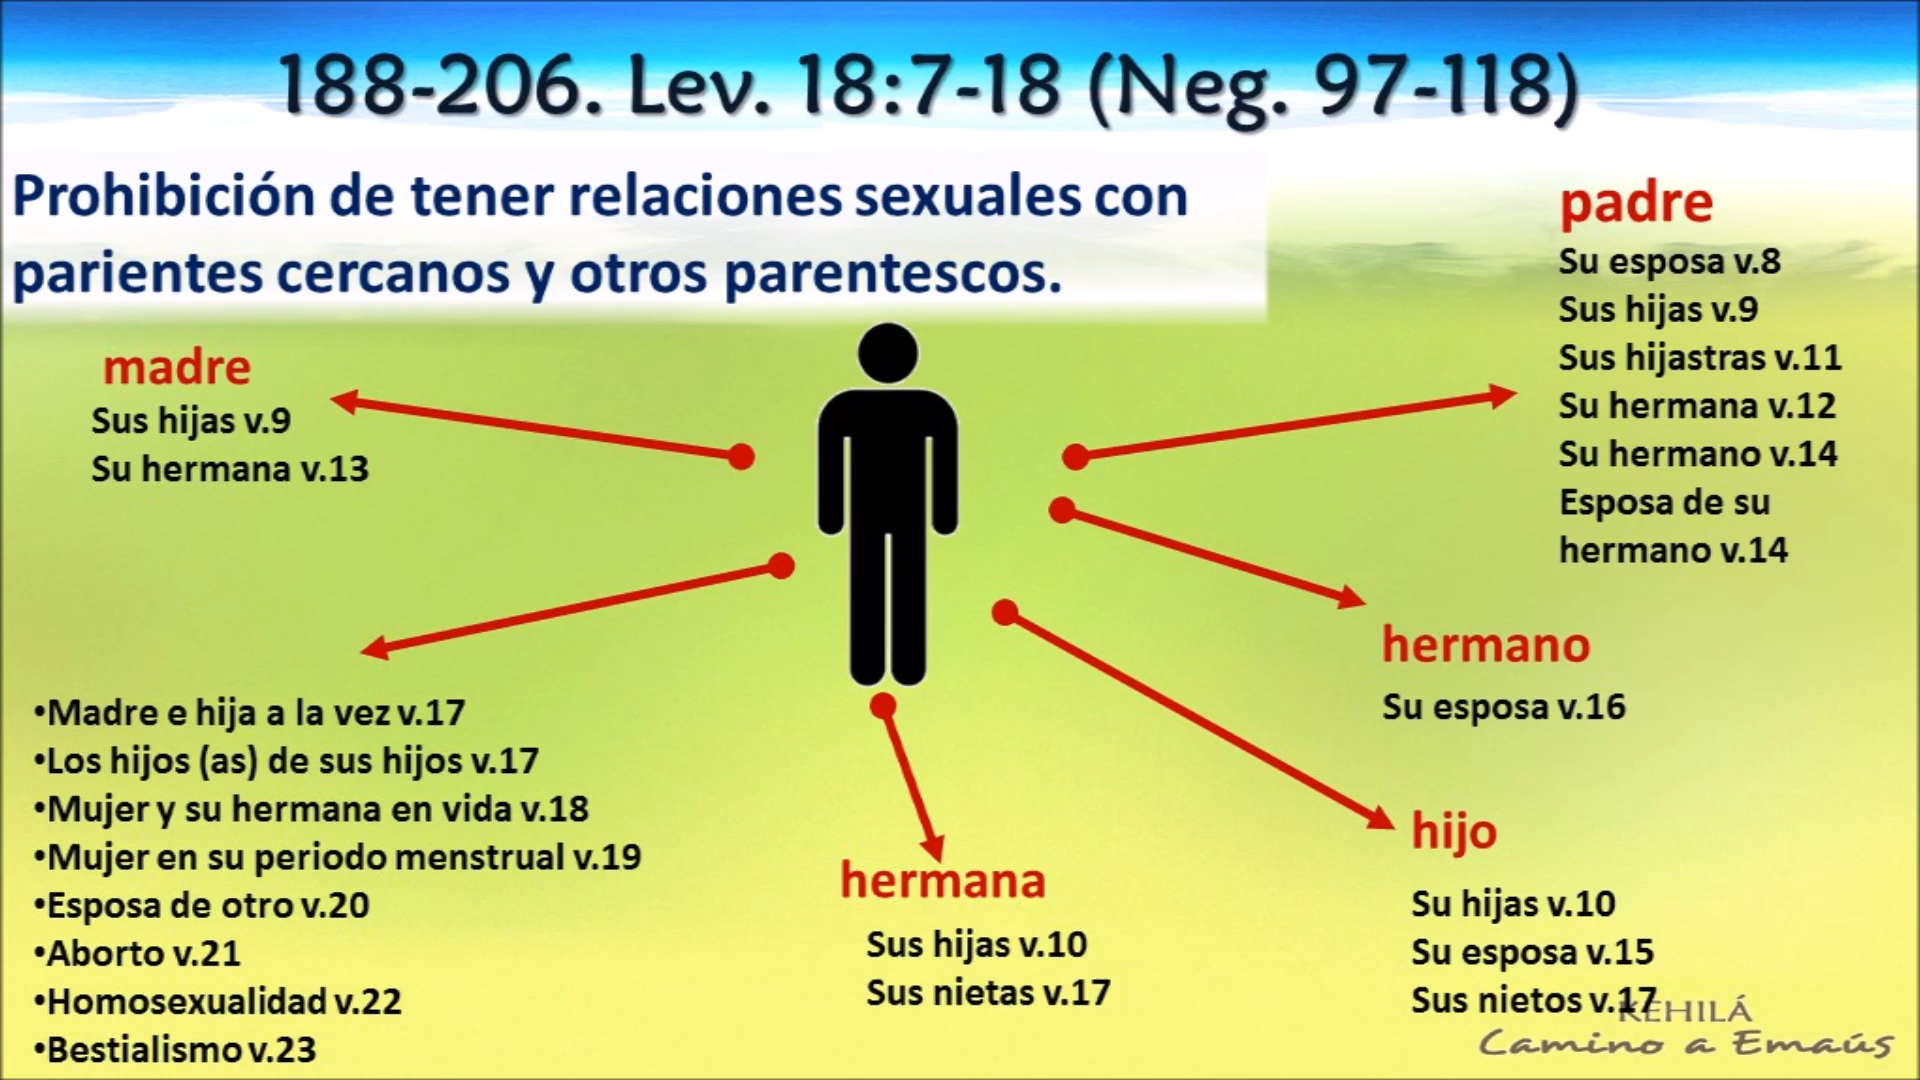 188-206. Lev. 18:7-18 (Neg. 97-118)
Prohibición de tener relaciones sexuales con
parientes cercanos y otros parentescos.
madre
Sus hijas v.9
Su hermana v.13
padre
Su esposa v.8
Sus hijas v.9
Sus hijastras v.11
Su hermana v.12
Su hermano v.14
Esposa de su
hermano v.14
hermano
Su esposa v.16
hijo
Su hijas v.10
Su esposa v.15
Sus nietos v.17
hermana
Sus hijas v.10
Sus nietas v.17
•Madre e hija a la vez v.17
•Los hijos (as) de sus hijos v.17
•Mujer y su hermana en vida v.18
•Mujer en su periodo menstrual v.19
•Esposa de otro v.20
•Aborto v.21
•Homosexualidad v.22
•Bestialismo v.23
KEHILÁ
Camino a Emaús